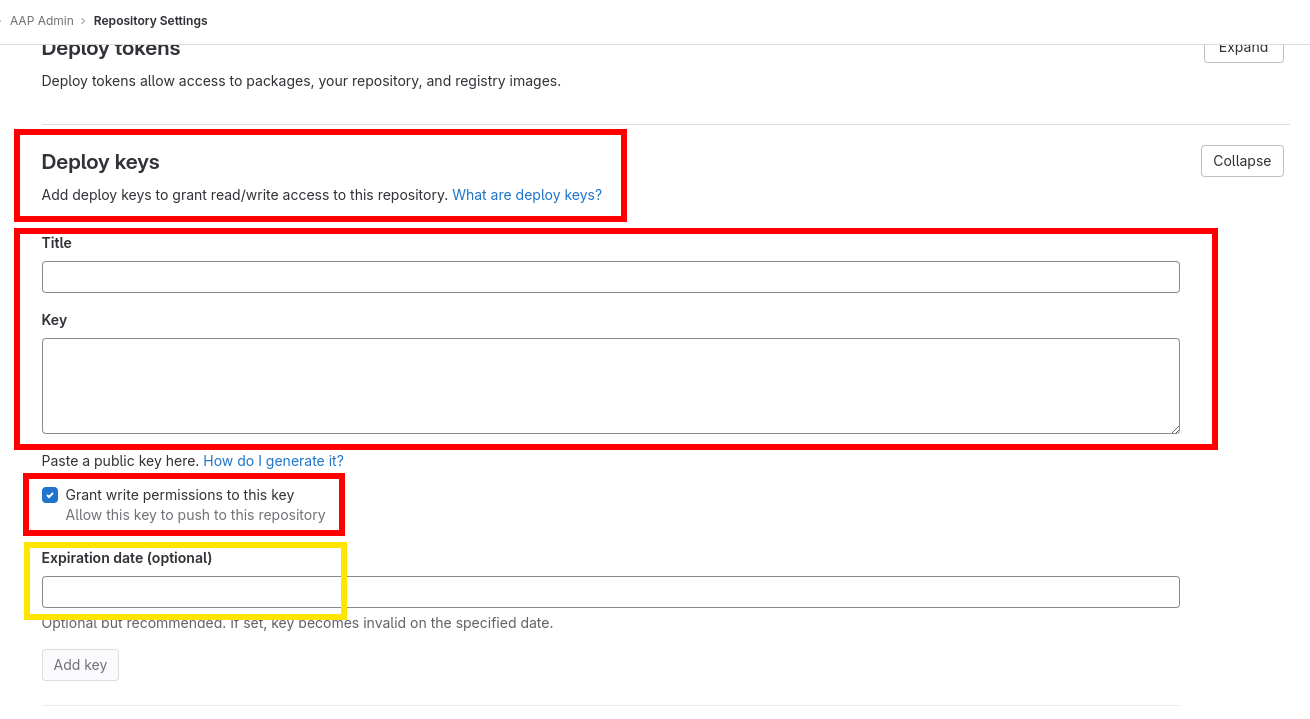 AAP Admin › Repository Settings
Deploy tokens
Expand
Deploy tokens allow access to packages, your repository, and registry images.
Deploy keys
Collapse
Add deploy keys to grant read/write access to this repository. What are deploy keys?
Title
Key
Paste a public key here. How do I generate it?
Grant write permissions to this key
Allow this key to push to this repository
Expiration date (optional)
Optional but recommended. If set, key becomes invalid on the specified date.
Add key